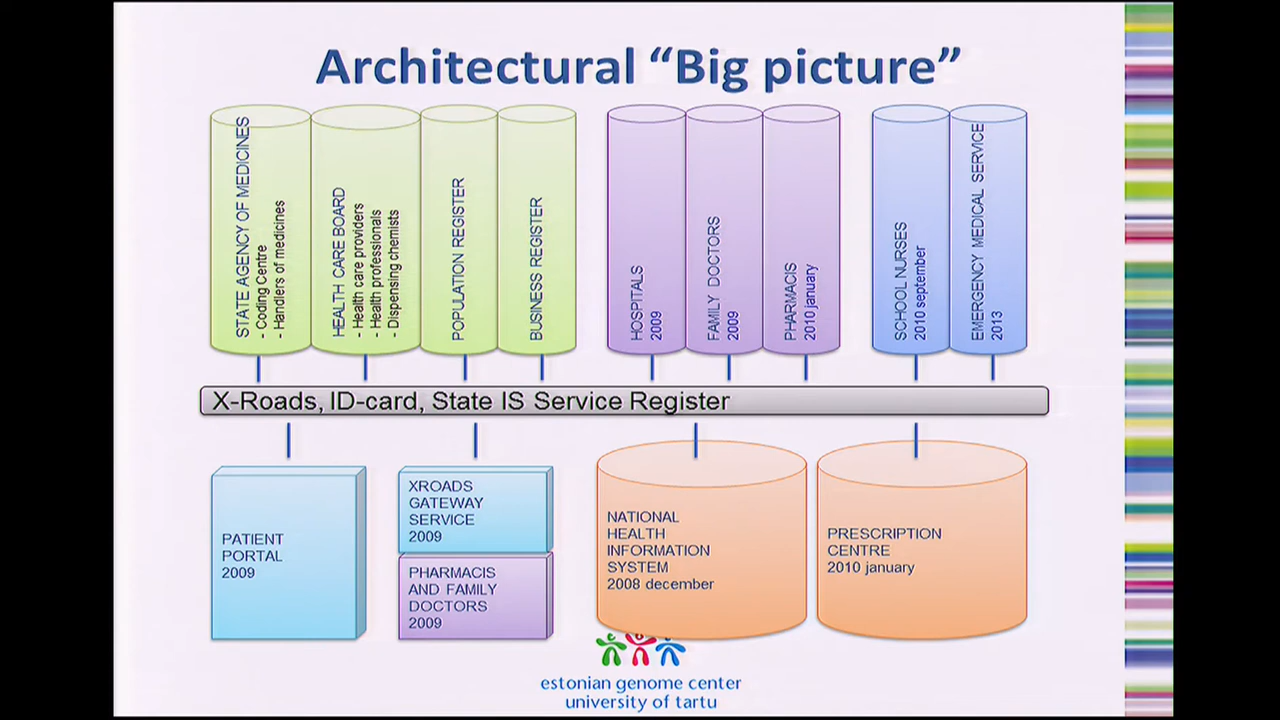 Architectural “Big picture”
STATE AGENCY OF MEDICINES
- Coding Centre
- Handlers of medicines
HEALTH CARE BOARD
- Health care providers
- Health professionals
- Dispensing chemists
POPULATION REGISTER
BUSINESS REGISTER
HOSPITALS
2009
FAMILY DOCTORS
2009
PHARMACIS
2010 january
SCHOOL NURSES
2010 september
EMERGENCY MEDICAL SERVICE
2013
X-Roads, ID-card, State IS Service Register
PATIENT
PORTAL
2009
XROADS
GATEWAY
SERVICE
2009
PHARMACIS
AND FAMILY
DOCTORS
2009
NATIONAL
HEALTH
INFORMATION
SYSTEM
2008 december
PRESCRIPTION
CENTRE
2010 january
estonian genome center
university of tartu